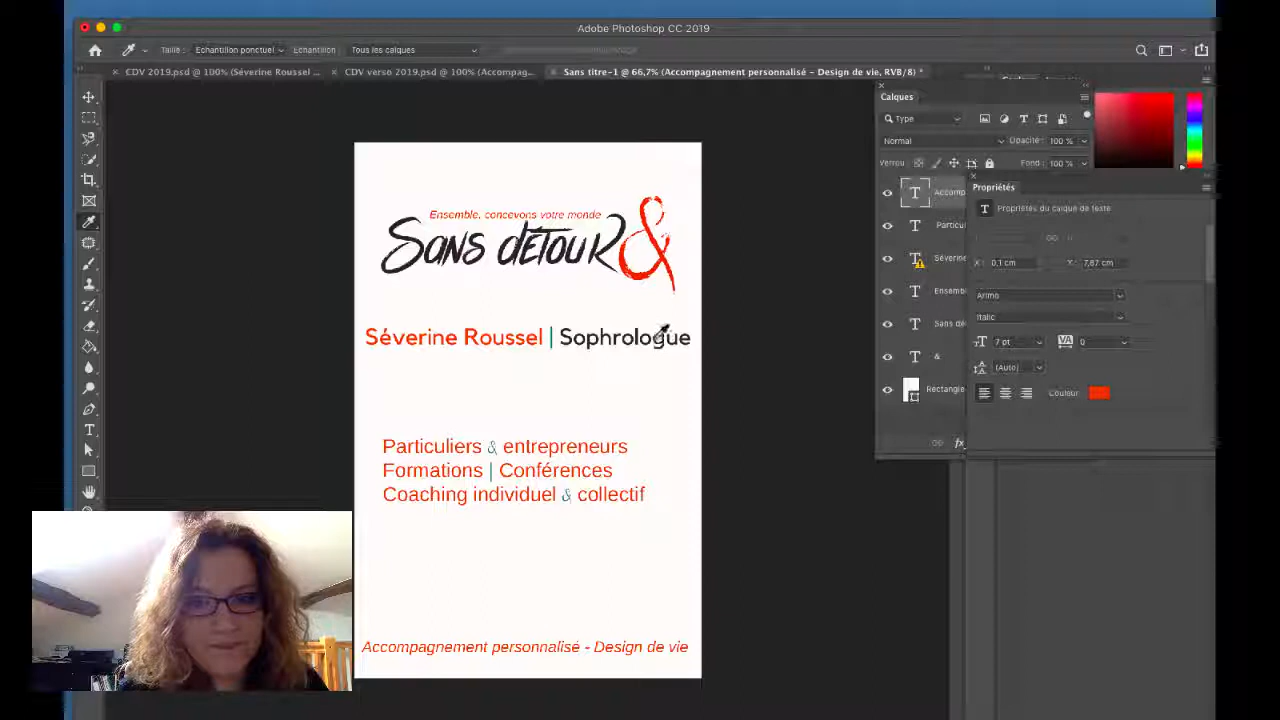 Adobe Photoshop CC 2019
Taille : Echantillon ponctuel Echantillon : Tous les calques
CDV 2019.psd @ 100% (Séverine Roussel ... CDV verso 2019.psd @ 100% (Accompag... Sans titre-1 @ 66,7% (Accompagnement personnalisé - Design de vie, RVB/8) *
Calques
Type
Normal Opacité : 100 %
Verrou : Fond : 100 %
T Accomp
T Particul
T Séverine
T Ensemb
T Sans dé
T &
Rectangle
fx
Propriétés
T Propriétés du calque de texte
X : 0,1 cm Y : 7,87 cm
Arimo
Italic
7 pt VA 0
(Auto)
Couleur
Ensemble, concevons votre monde
Sans détour &
Séverine Roussel | Sophrologue
Particuliers & entrepreneurs
Formations | Conférences
Coaching individuel & collectif
Accompagnement personnalisé - Design de vie